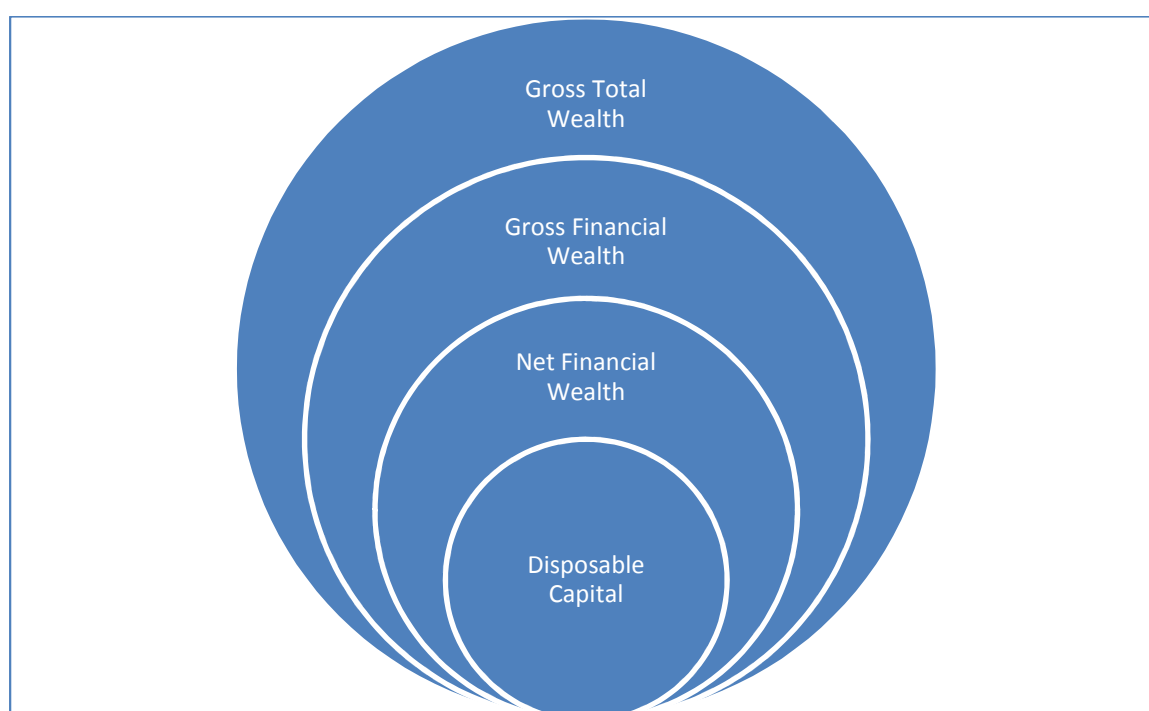 Gross Total
Wealth
Gross Financial
Wealth
Net Financial
Wealth
Disposable
Capital